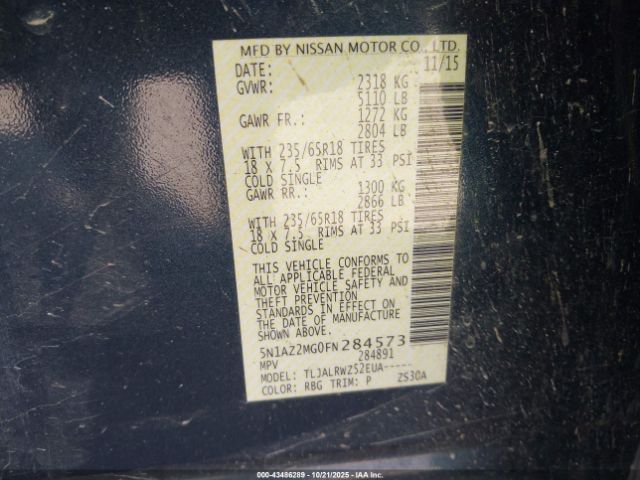 MFD BY NISSAN MOTOR CO., LTD.
DATE: 11/15
GVWR: 2318 KG
5110 LB
GAWR FR.: 1272 KG
2804 LB
WITH 235/65R18 TIRES
18 X 7.5 RIMS AT 33 PSI
COLD SINGLE
GAWR RR.: 1300 KG
2866 LB
WITH 235/65R18 TIRES
18 X 7.5 RIMS AT 33 PSI
COLD SINGLE
THIS VEHICLE CONFORMS TO
ALL APPLICABLE FEDERAL
MOTOR VEHICLE SAFETY AND
THEFT PREVENTION
STANDARDS IN EFFECT ON
THE DATE OF MANUFACTURE
SHOWN ABOVE.
5N1AZ2MG0FN284573
MPV 284891
MODEL: TLJALRWZ52EUA-----
COLOR: RBG TRIM: P ZS30A
000-43486289 - 10/21/2025 - IAA Inc.